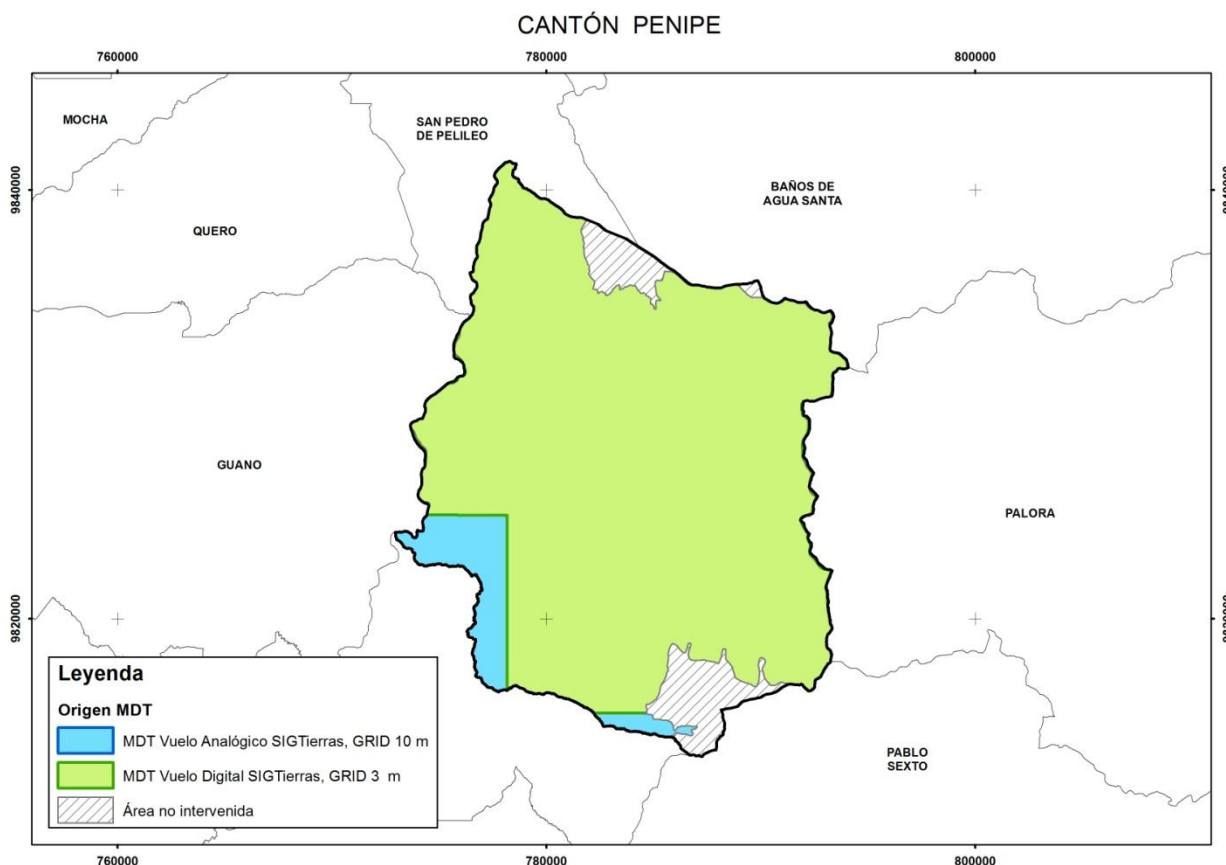 CANTÓN PENIPE
760000
780000
800000
MOCHA
SAN PEDRO
DE PELILEO
BAÑOS DE
AGUA SANTA
9840000
9840000
QUERO
GUANO
PALORA
9820000
9820000
PABLO
SEXTO
Leyenda
Origen MDT
MDT Vuelo Analógico SIGTierras, GRID 10 m
MDT Vuelo Digital SIGTierras, GRID 3 m
Área no intervenida
760000
780000
800000